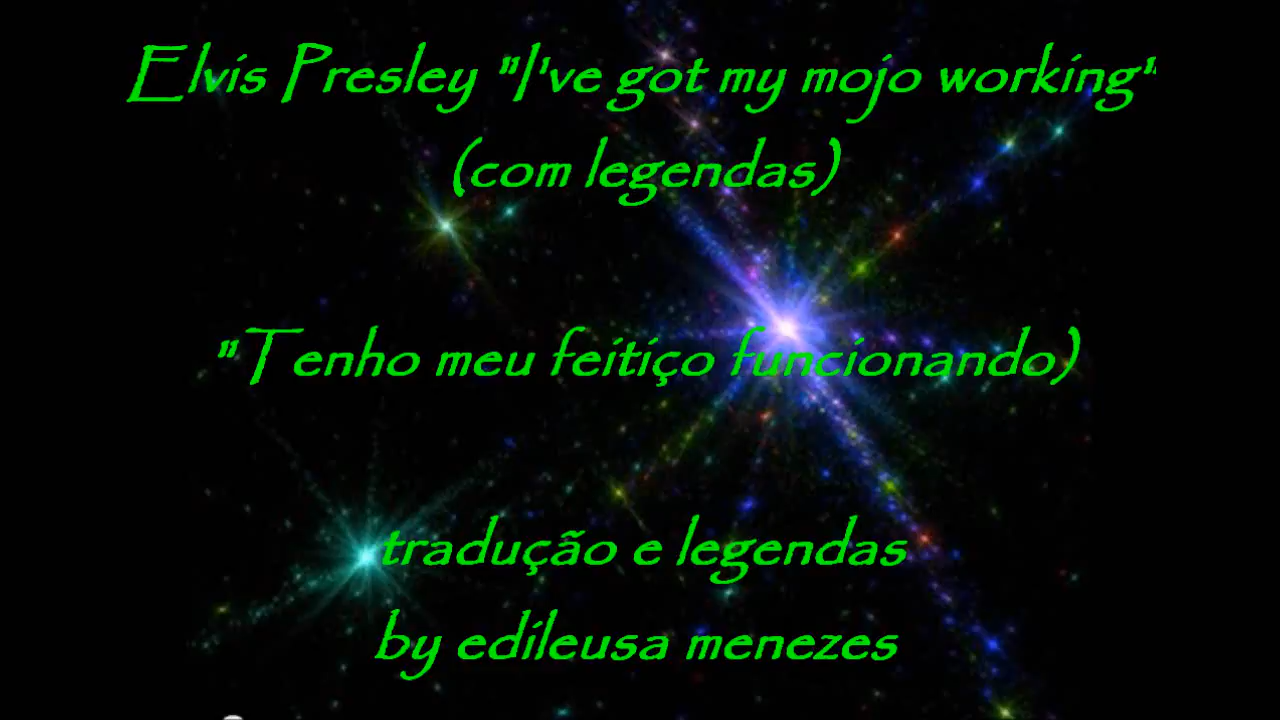 Elvis Presley "I've got my mojo working"
(com legendas)
"Tenho meu feitiço funcionando)
tradução e legendas
by edileusa menezes